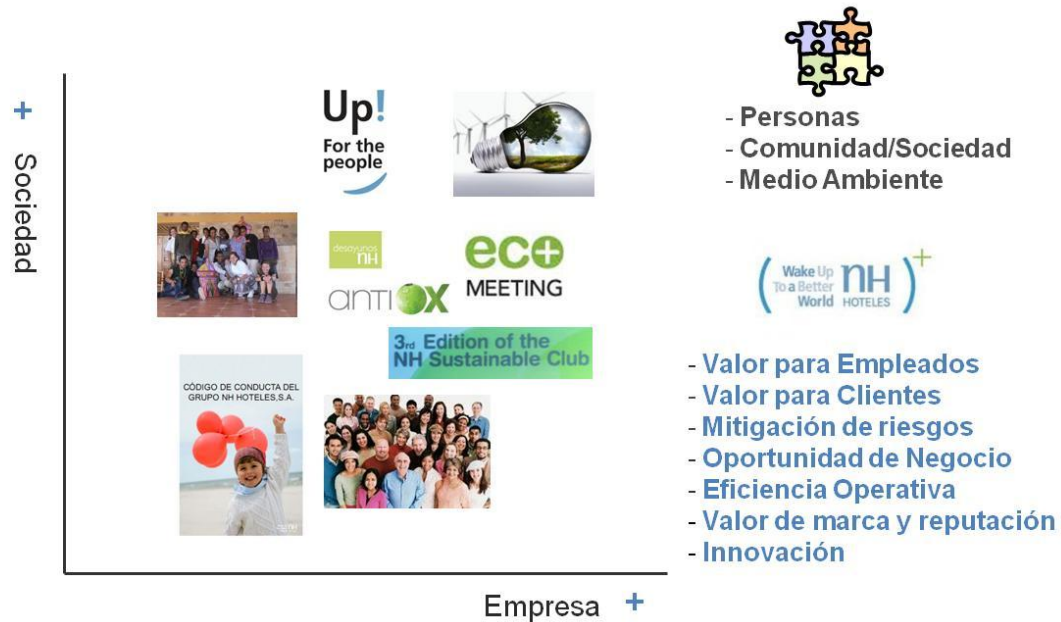 +
Sociedad
Up!
For the
people
desayunos
nh
antiox
eco+
MEETING
3rd Edition of the
NH Sustainable Club
CÓDIGO DE CONDUCTA DEL
GRUPO NH HOTELES,S.A.
nh
Empresa +
- Personas
- Comunidad/Sociedad
- Medio Ambiente
Wake Up
To a Better
World
nh
HOTELES
+
- Valor para Empleados
- Valor para Clientes
- Mitigación de riesgos
- Oportunidad de Negocio
- Eficiencia Operativa
- Valor de marca y reputación
- Innovación